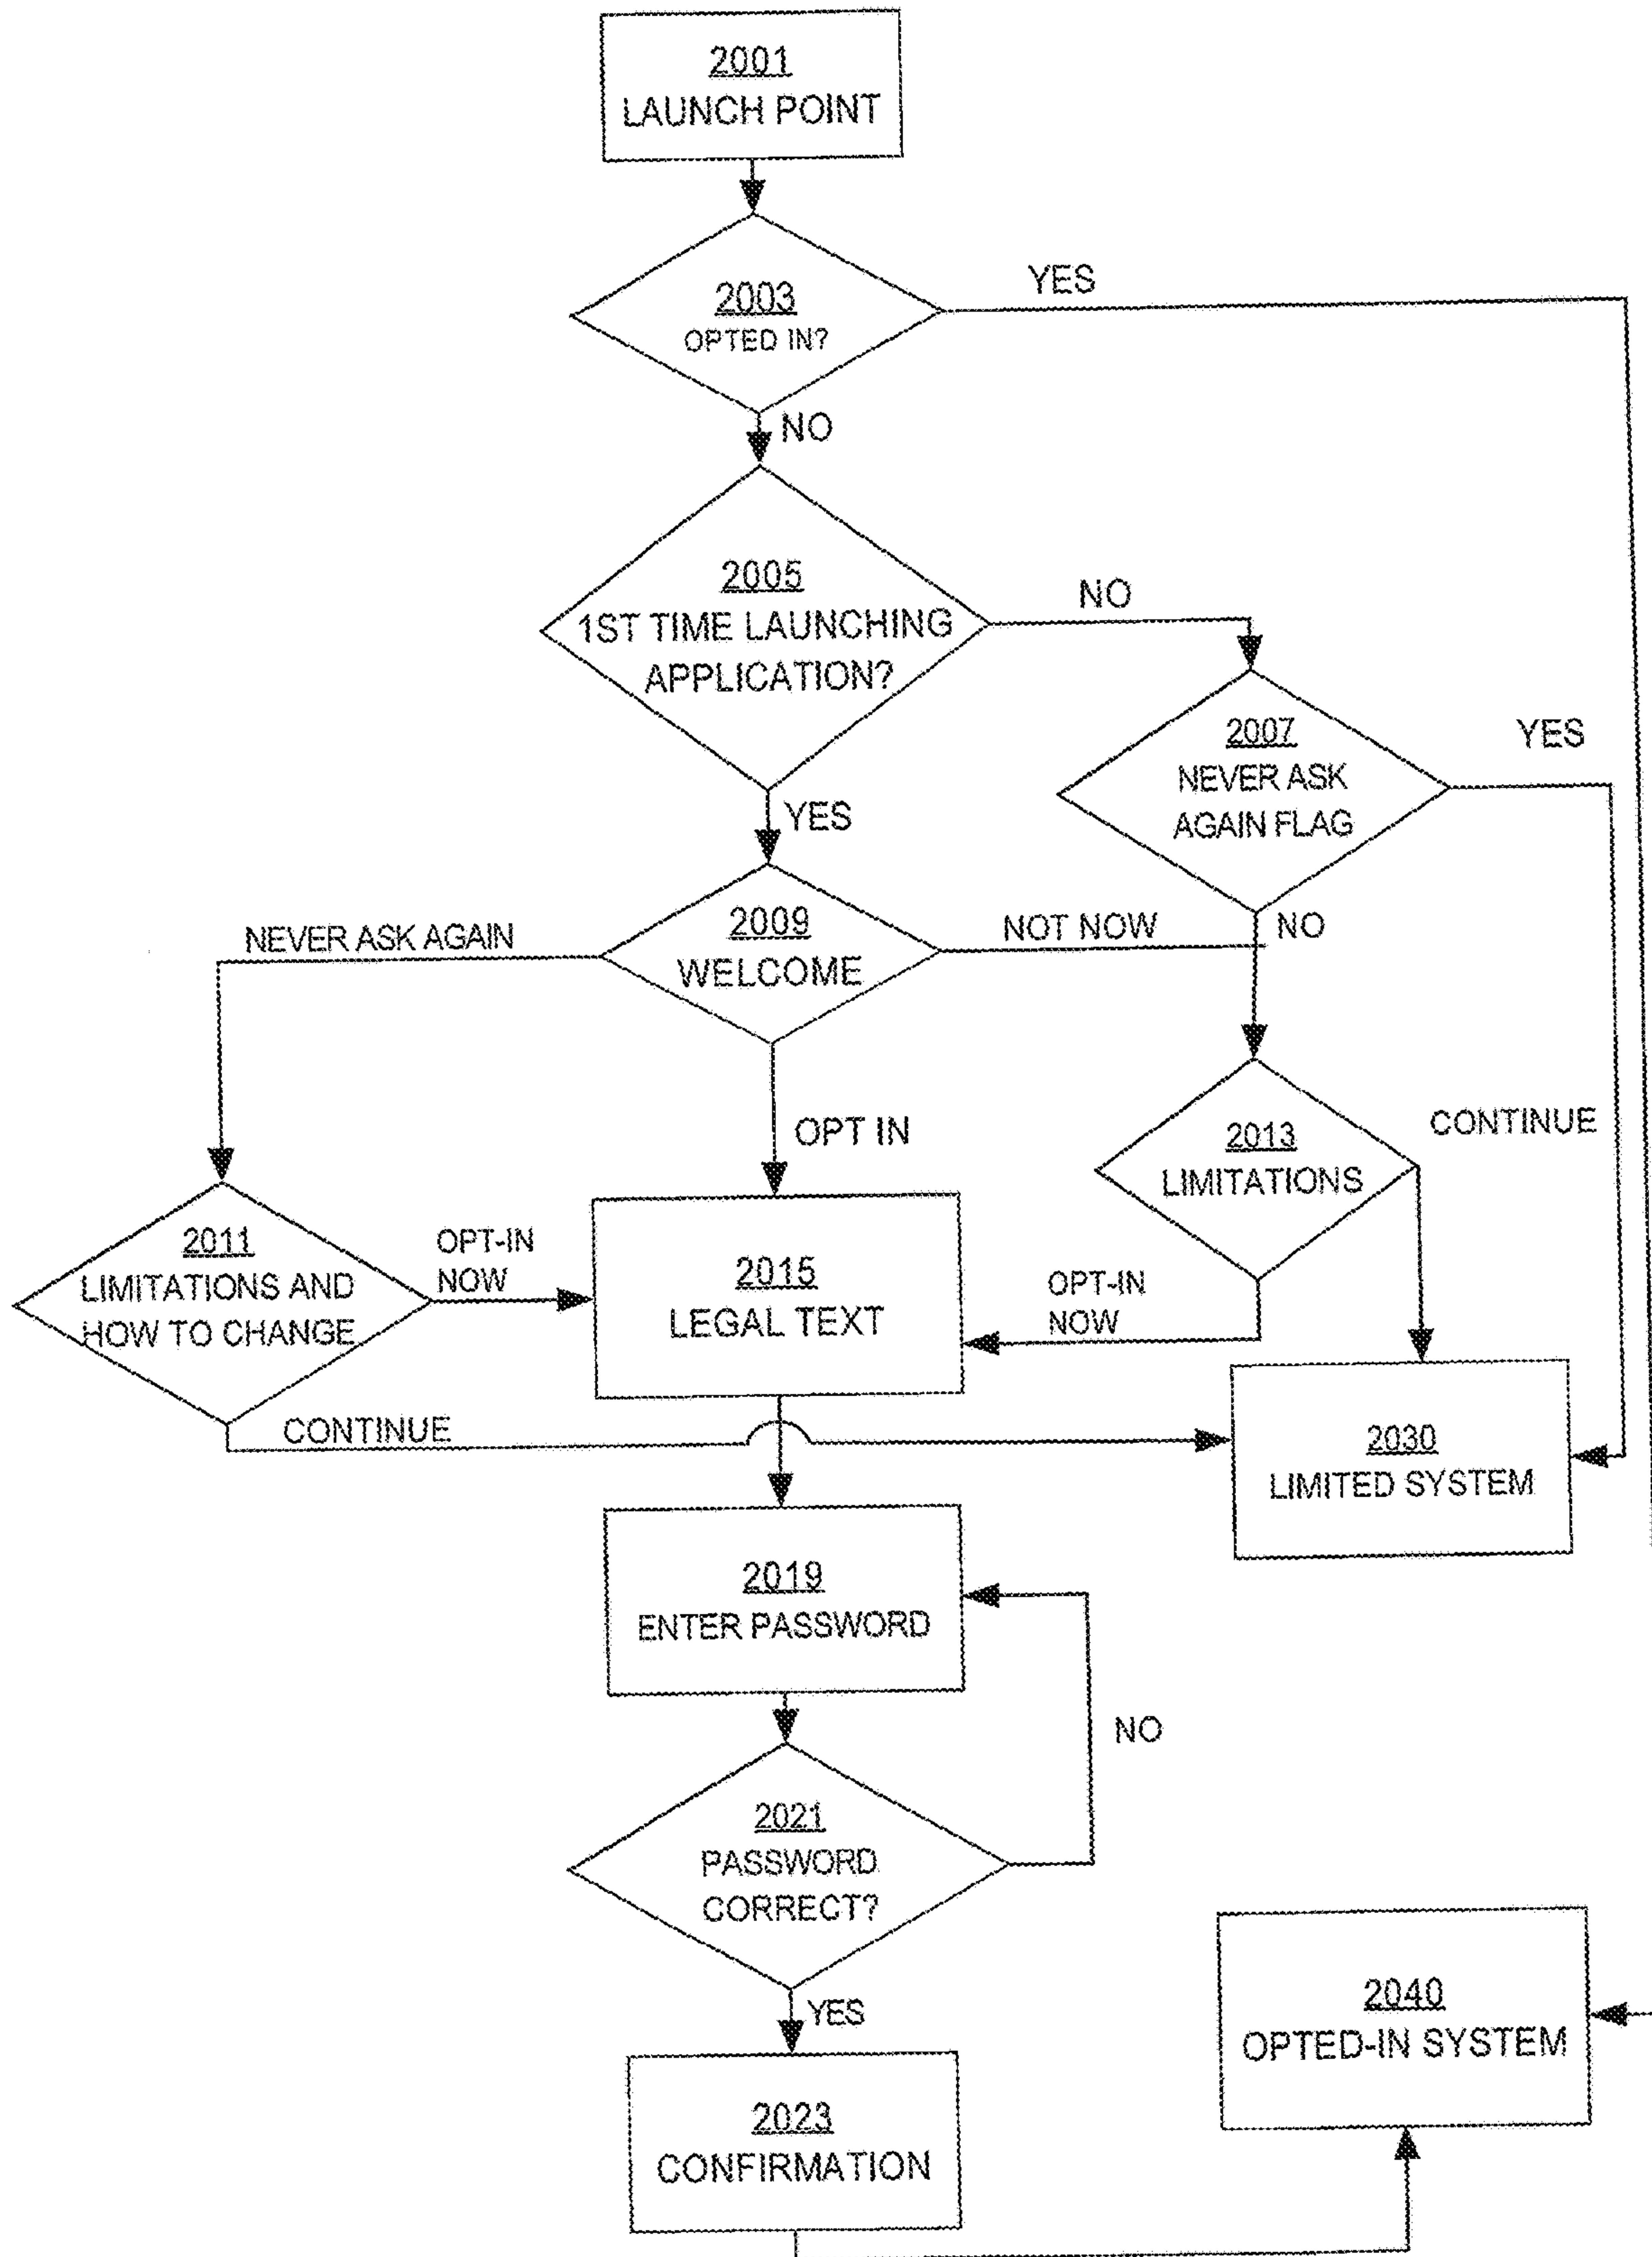 2001
LAUNCH POINT
2003
OPTED IN?
YES
NO
2005
1ST TIME LAUNCHING
APPLICATION?
NO
2007
NEVER ASK
AGAIN FLAG
YES
YES
2009
WELCOME
NEVER ASK AGAIN
NOT NOW
NO
OPT IN
2013
LIMITATIONS
CONTINUE
2011
LIMITATIONS AND
HOW TO CHANGE
OPT-IN
NOW
2015
LEGAL TEXT
OPT-IN
NOW
CONTINUE
2030
LIMITED SYSTEM
2019
ENTER PASSWORD
NO
2021
PASSWORD
CORRECT?
YES
2040
OPTED-IN SYSTEM
2023
CONFIRMATION